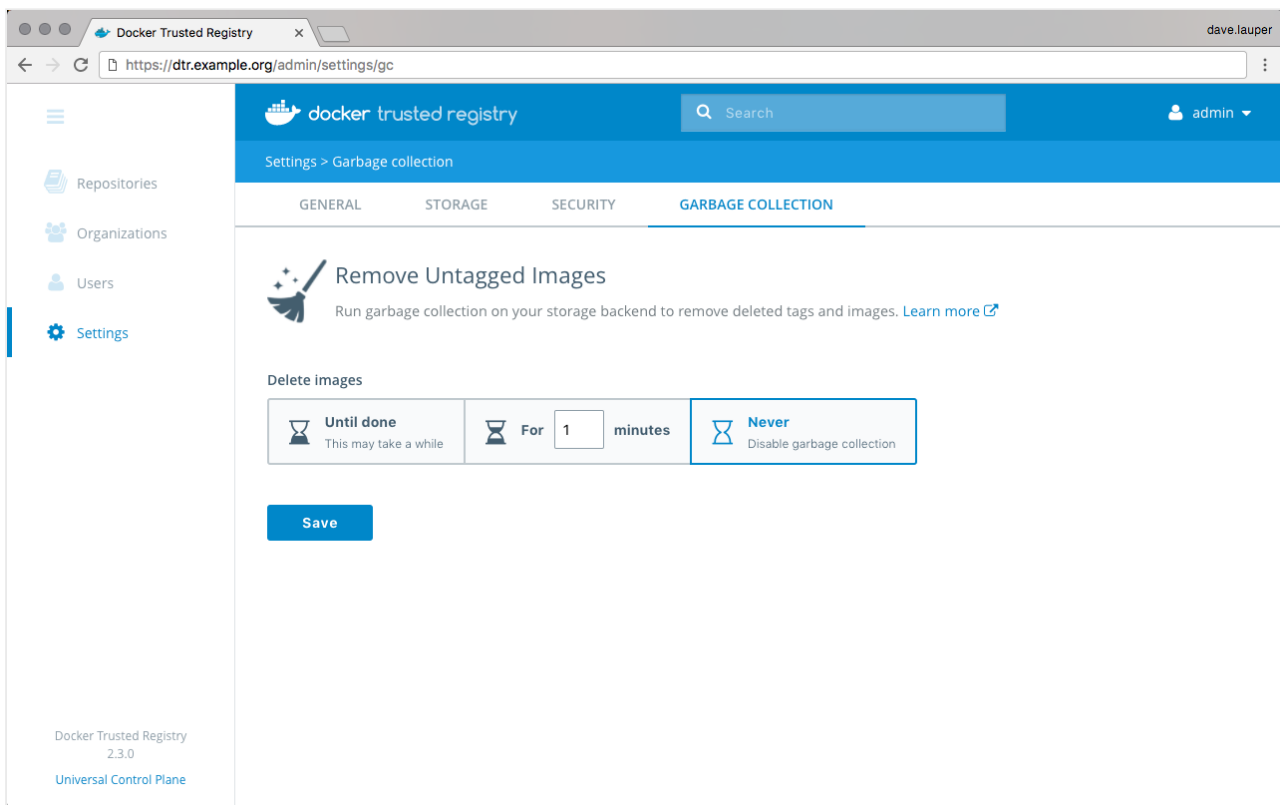 Docker Trusted Registry
dave.lauper
https://dtr.example.org/admin/settings/gc
docker trusted registry
Search
admin
Settings > Garbage collection
Repositories
Organizations
Users
Settings
GENERAL STORAGE SECURITY GARBAGE COLLECTION
Remove Untagged Images
Run garbage collection on your storage backend to remove deleted tags and images. Learn more
Delete images
Until done
This may take a while
For 1 minutes
Never
Disable garbage collection
Save
Docker Trusted Registry
2.3.0
Universal Control Plane